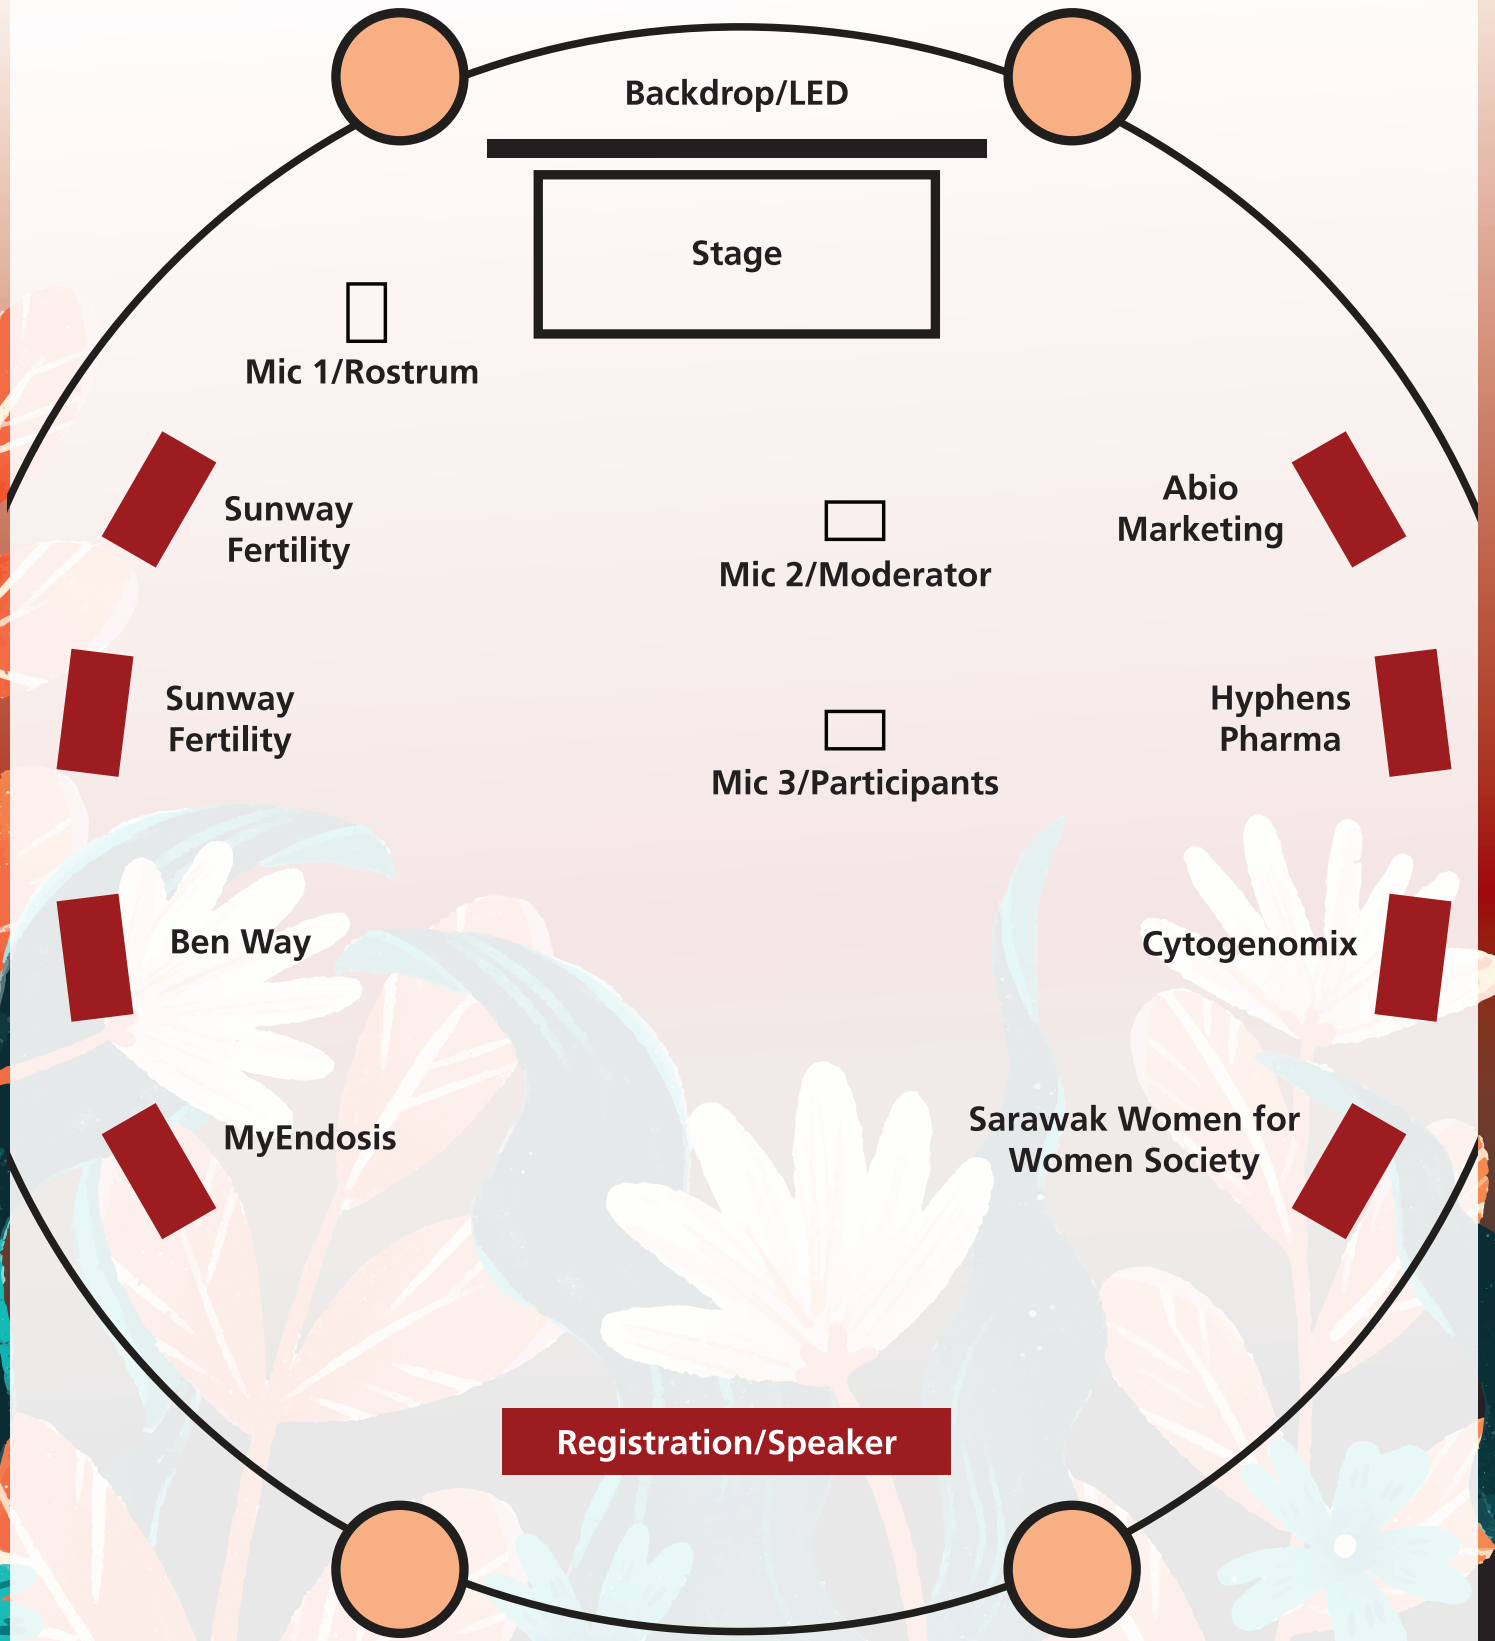 Backdrop/LED
Stage
Mic 1/Rostrum
Sunway
Fertility
Abio
Marketing
Mic 2/Moderator
Sunway
Fertility
Hyphens
Pharma
Mic 3/Participants
Ben Way
Cytogenomix
MyEndosis
Sarawak Women for
Women Society
Registration/Speaker